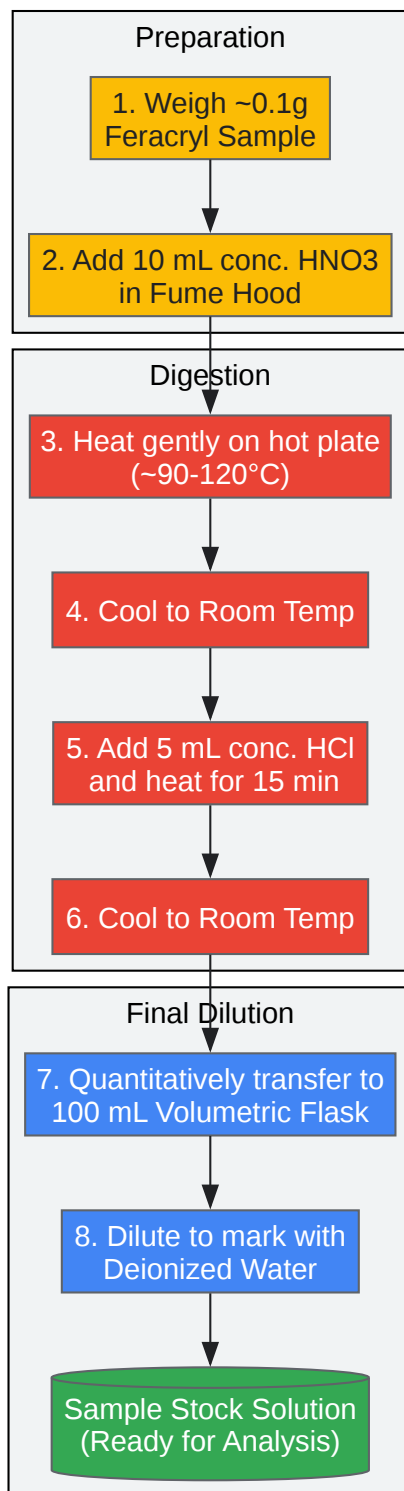 Preparation
1. Weigh ~0.1g
Feracryl Sample
2. Add 10 mL conc. HNO3
in Fume Hood
Digestion
3. Heat gently on hot plate
(~90-120°C)
4. Cool to Room Temp
5. Add 5 mL conc. HCl
and heat for 15 min
6. Cool to Room Temp
Final Dilution
7. Quantitatively transfer to
100 mL Volumetric Flask
8. Dilute to mark with
Deionized Water
Sample Stock Solution
(Ready for Analysis)